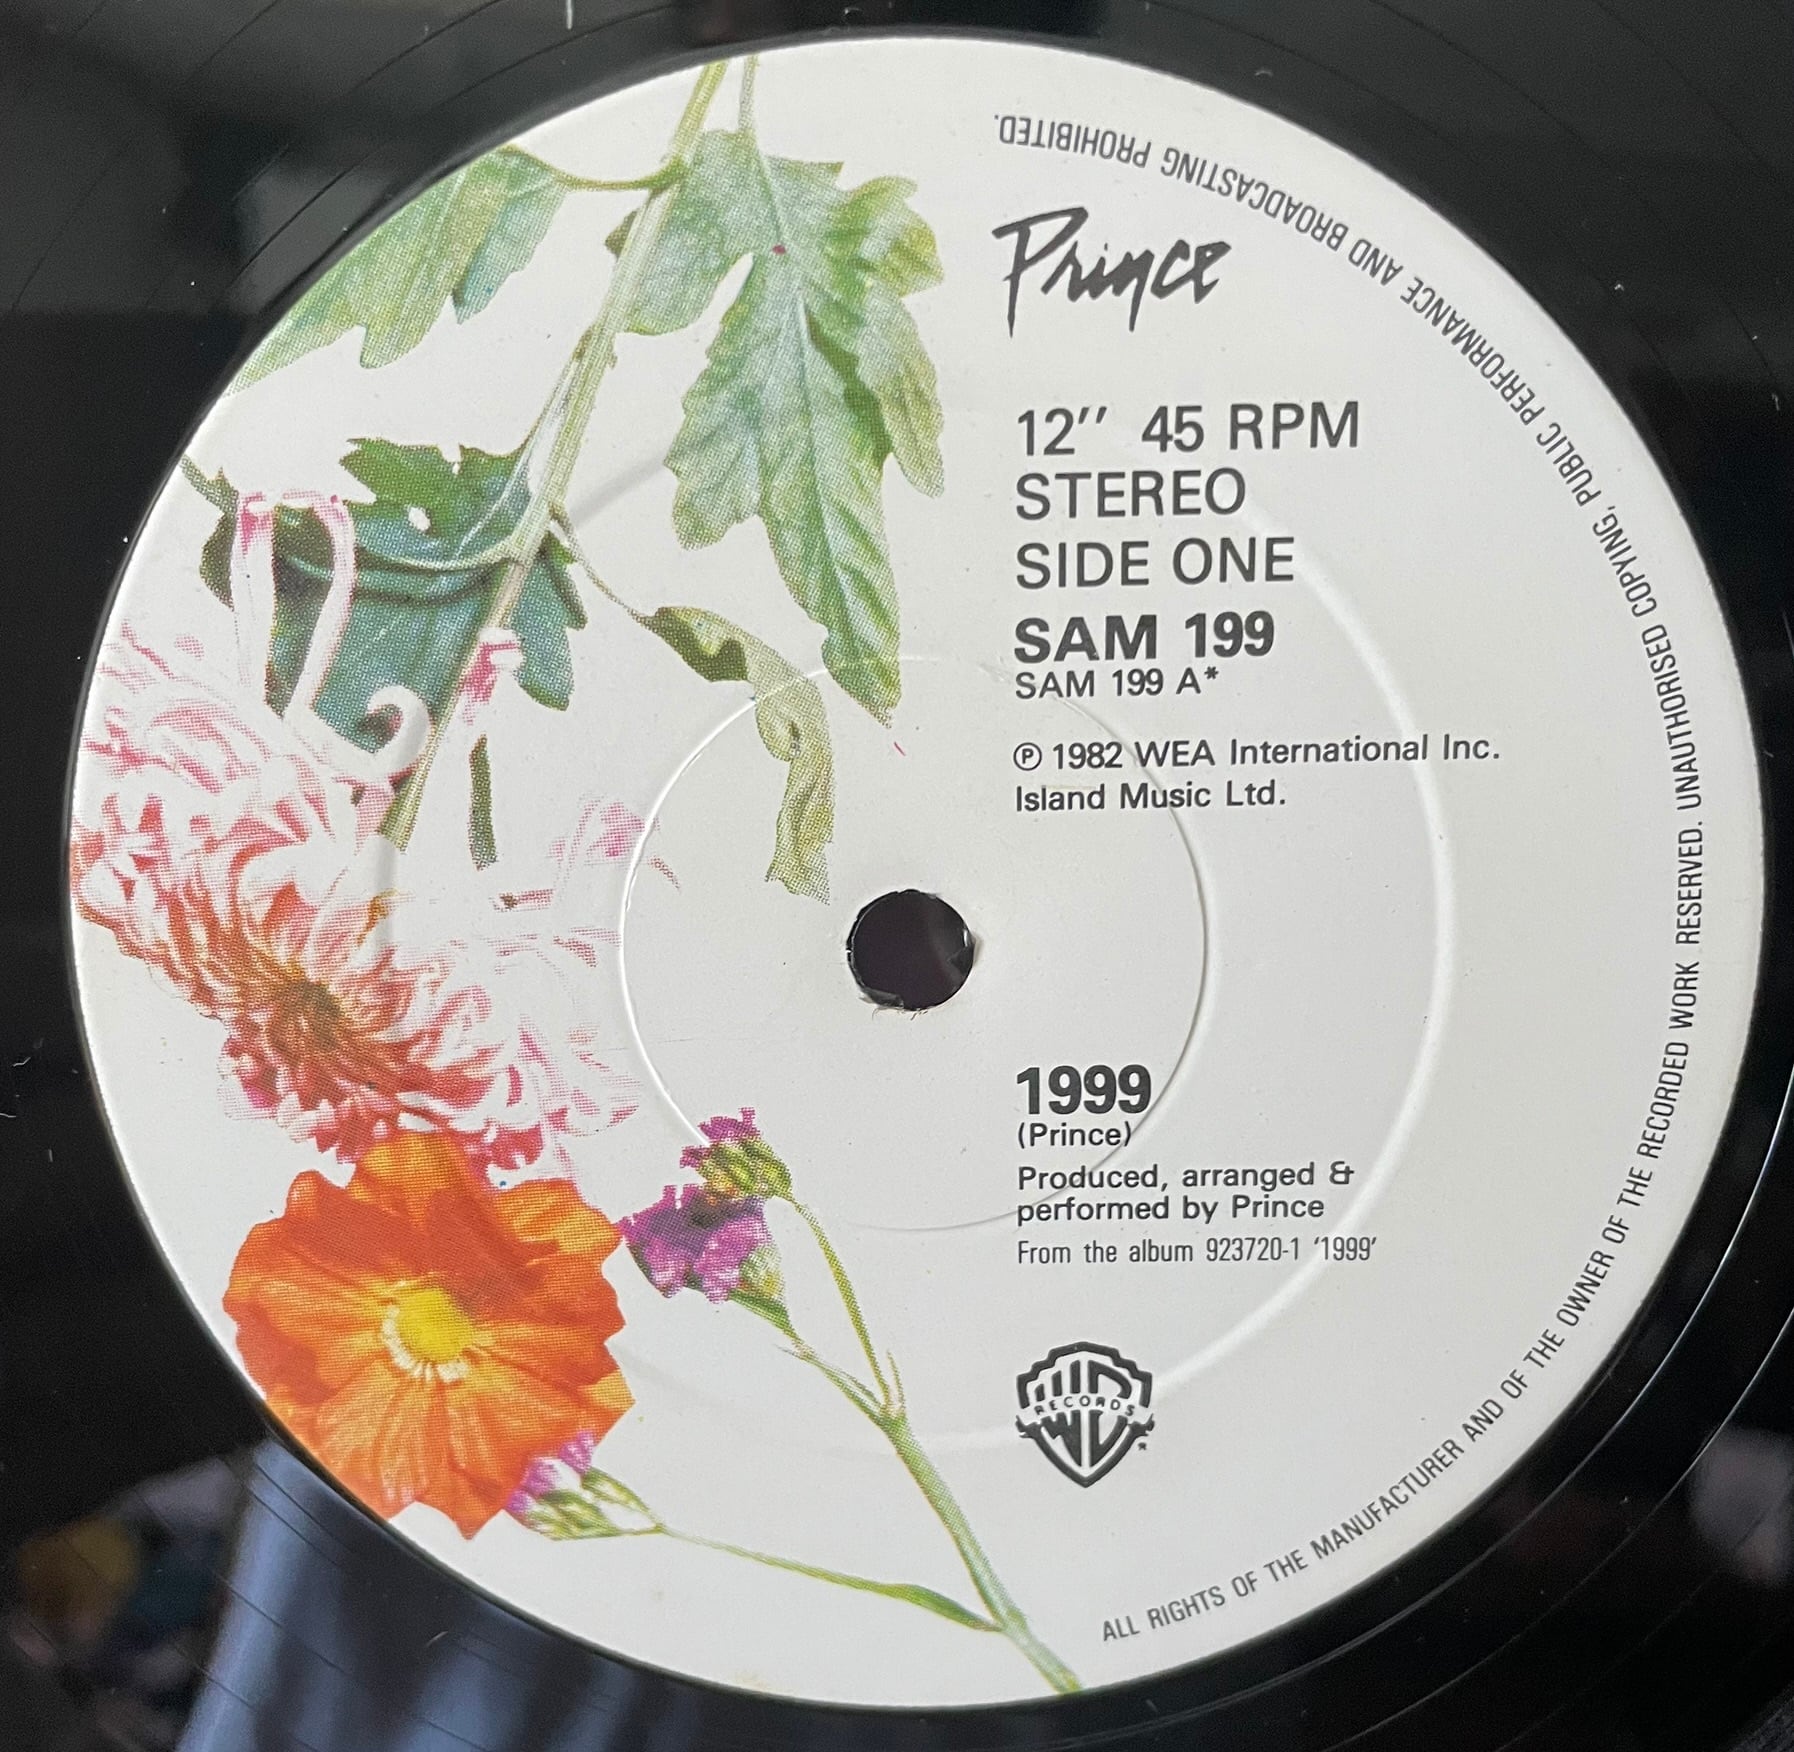 Prince
12″ 45 RPM
STEREO
SIDE ONE
SAM 199
SAM 199 A*
℗ 1982 WEA International Inc.
Island Music Ltd.
1999
(Prince)
Produced, arranged &
performed by Prince
From the album 923720-1 '1999'
RECORDS
ALL RIGHTS OF THE MANUFACTURER AND OF THE OWNER OF THE RECORDED WORK RESERVED. UNAUTHORISED COPYING, PUBLIC PERFORMANCE AND BROADCASTING PROHIBITED.